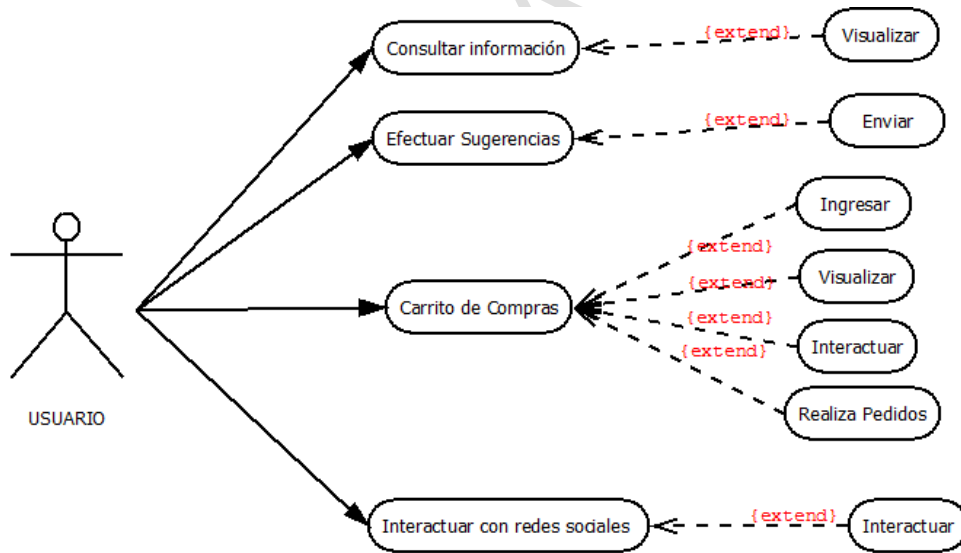 Consultar información
{extend}
Visualizar
Efectuar Sugerencias
{extend}
Enviar
Ingresar
{extend}
Visualizar
{extend}
Carrito de Compras
{extend}
Interactuar
{extend}
Realiza Pedidos
USUARIO
Interactuar con redes sociales
{extend}
Interactuar